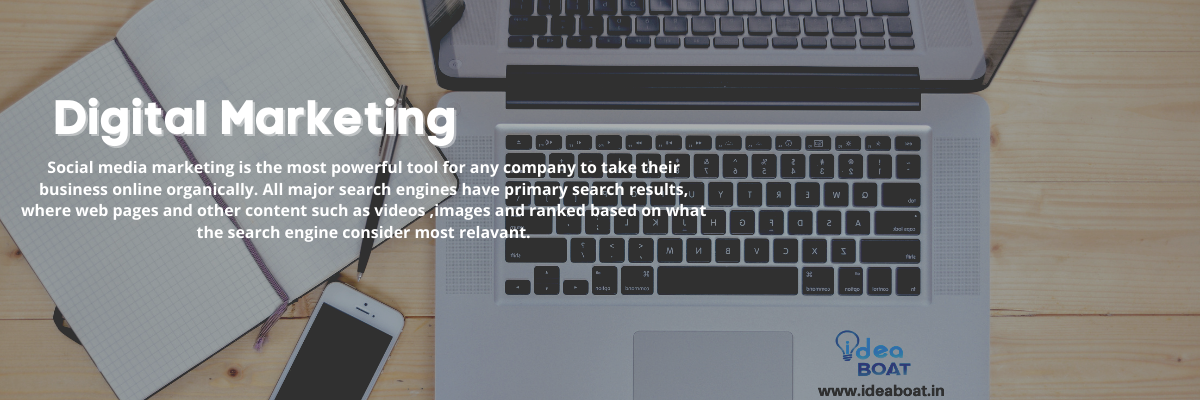 Digital Marketing
Social media marketing is the most powerful tool for any company to take their
business online organically. All major search engines have primary search results,
where web pages and other content such as videos ,images and ranked based on what
the search engine consider most relavant.
idea
BOAT
www.ideaboat.in